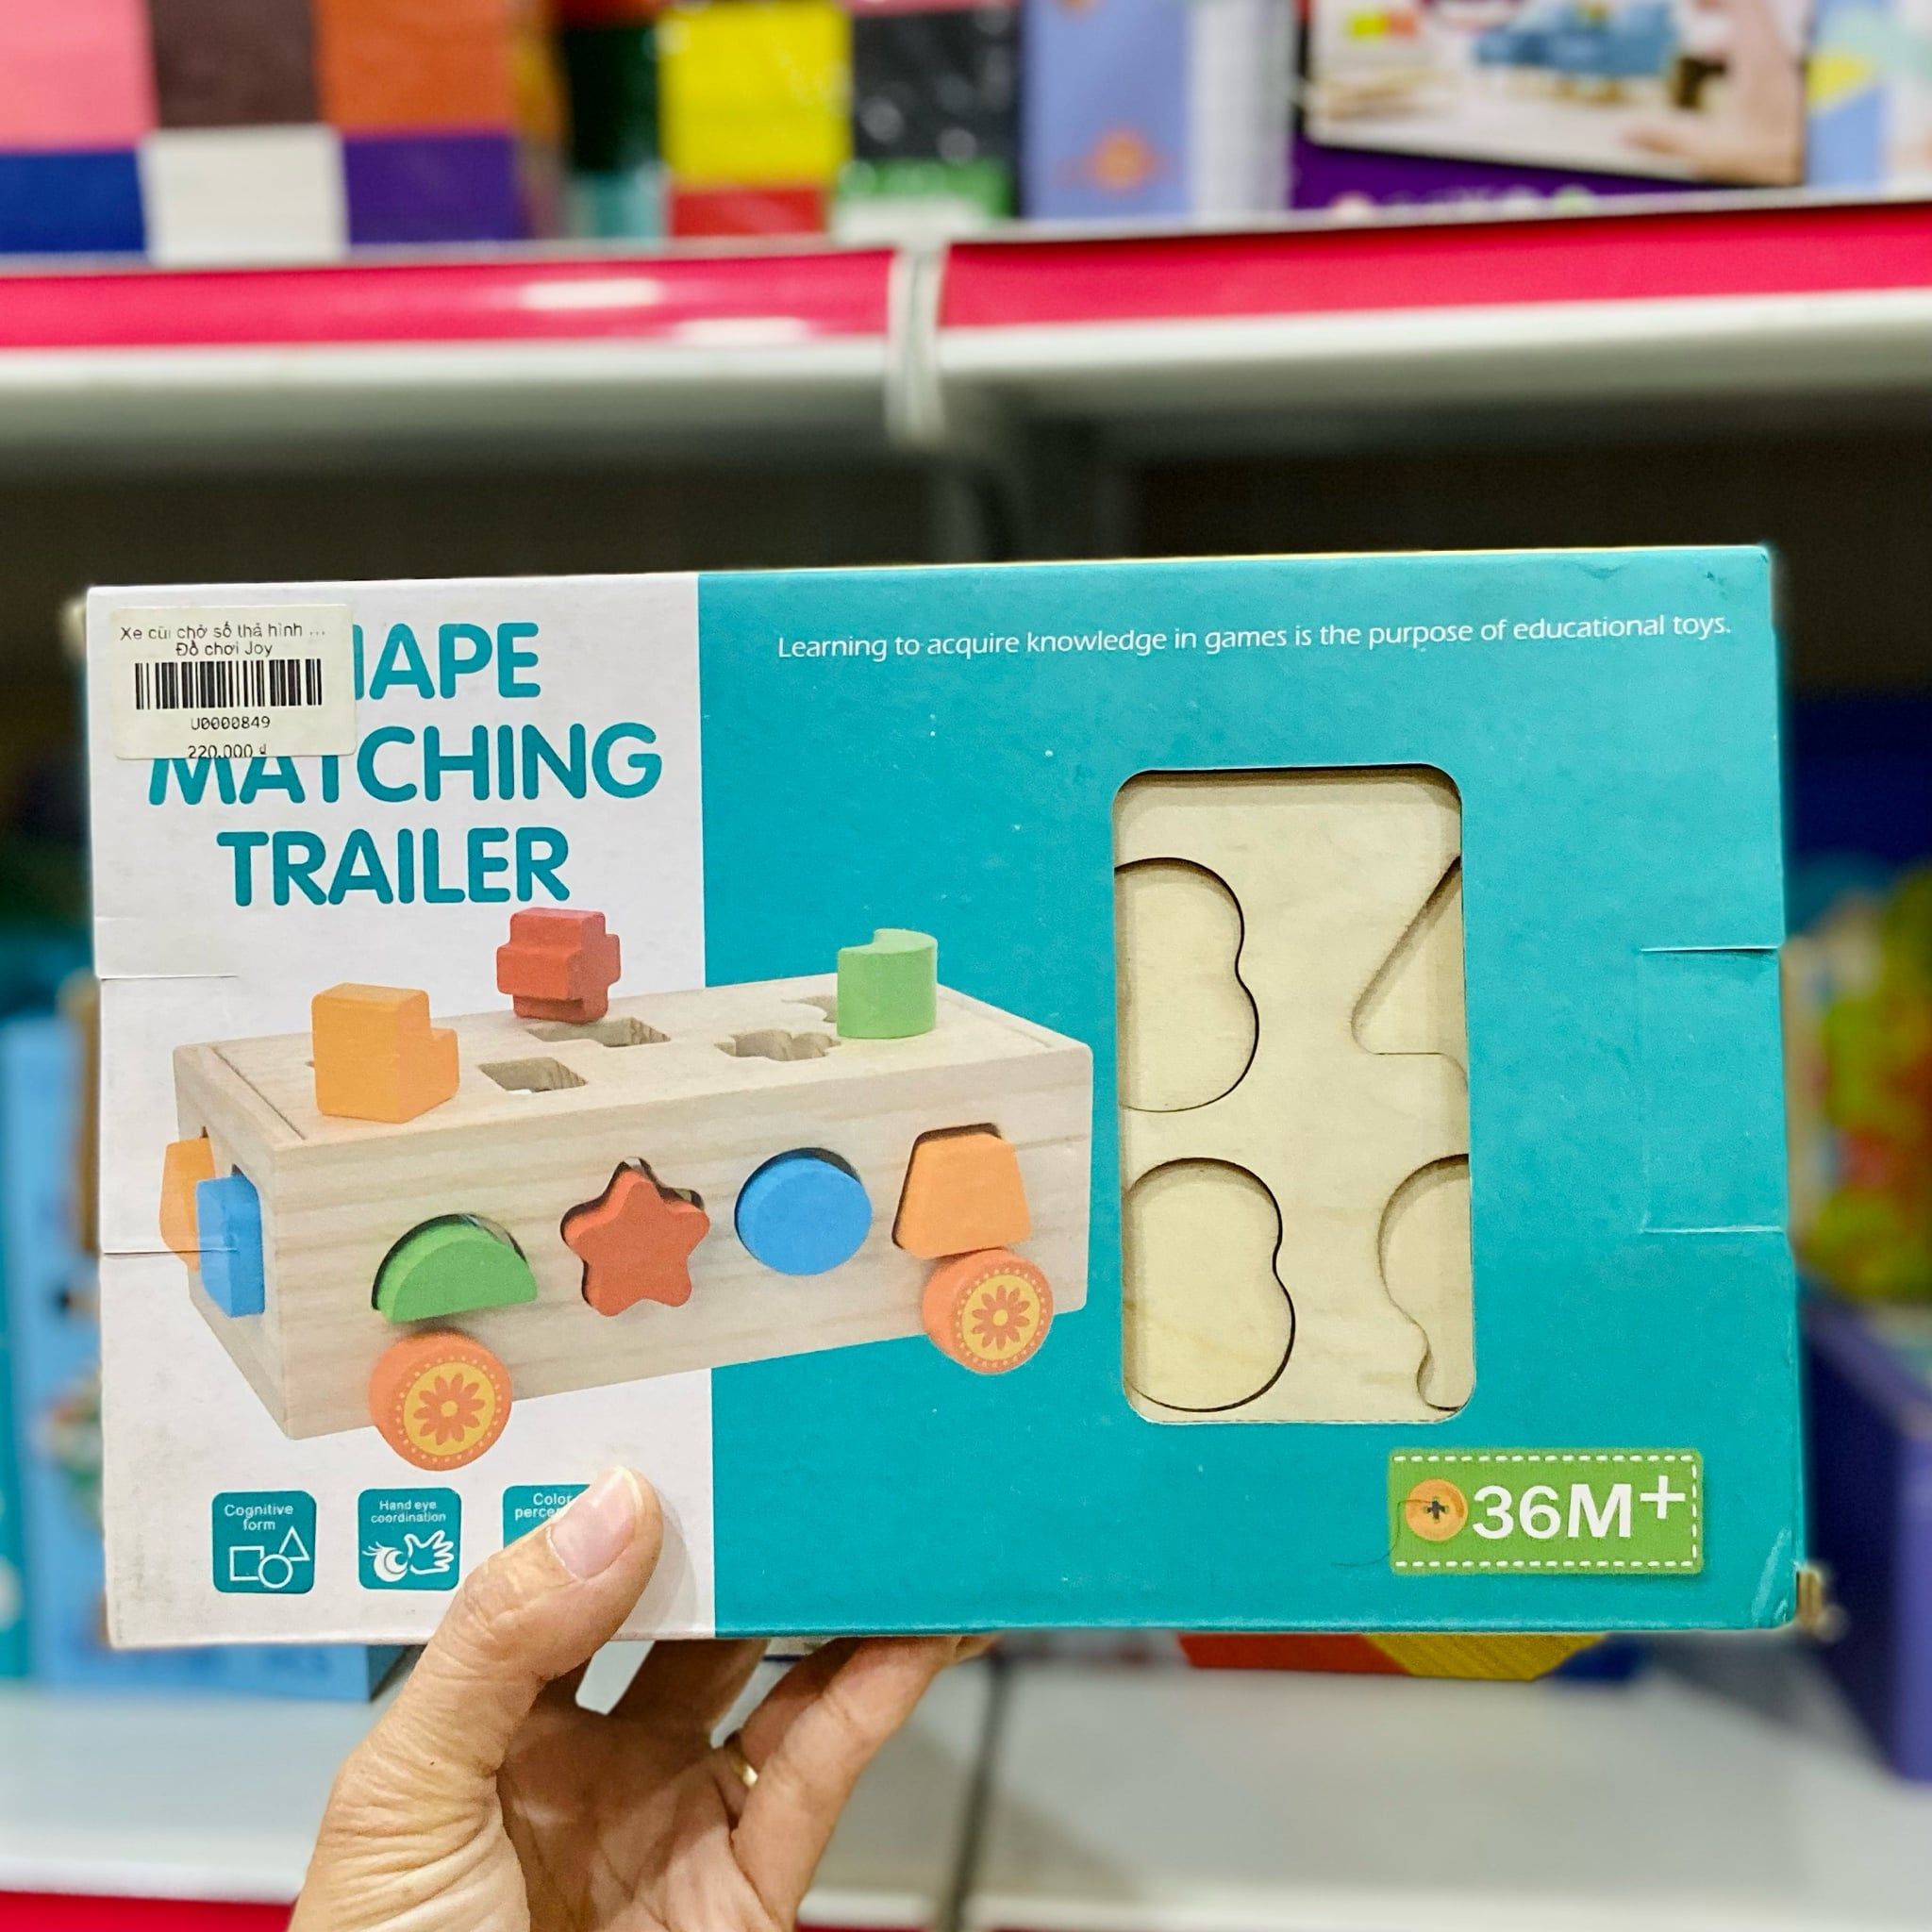 Xe cũi chở số thả hình ...
Đồ chơi Joy
U0000849
220,000 đ
HAPE
MATCHING
TRAILER
Learning to acquire knowledge in games is the purpose of educational toys.
Cognitive
form
Hand eye
coordination
Color
36M+